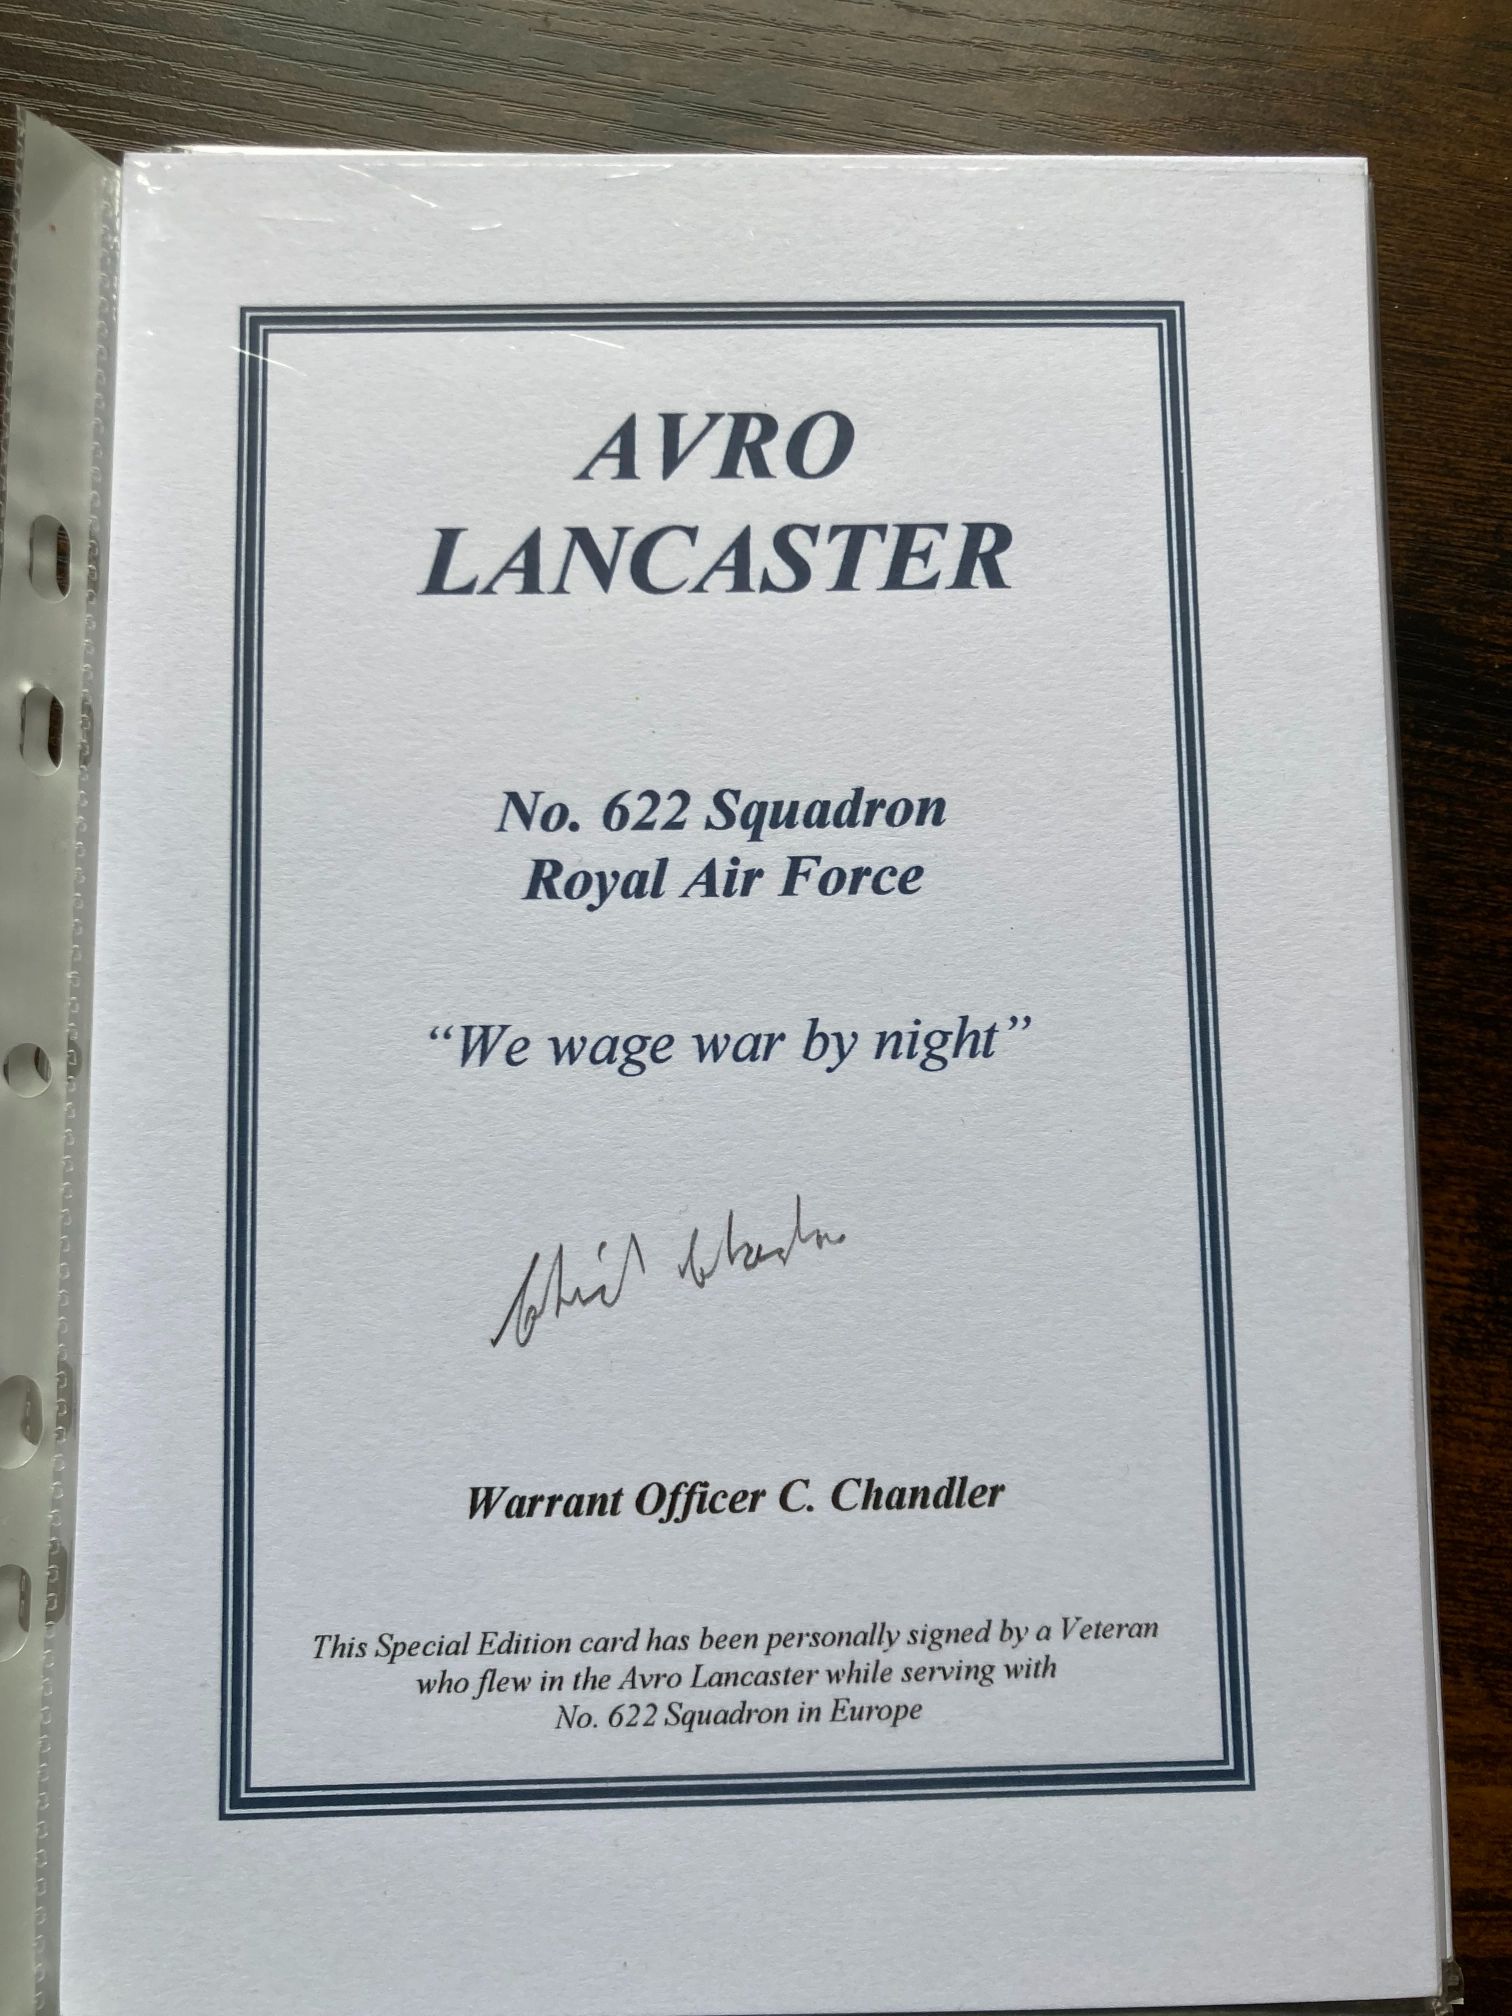 AVRO
LANCASTER
No. 622 Squadron
Royal Air Force
“We wage war by night”
Warrant Officer C. Chandler
This Special Edition card has been personally signed by a Veteran
who flew in the Avro Lancaster while serving with
No. 622 Squadron in Europe